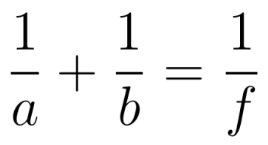 1/a + 1/b = 1/f